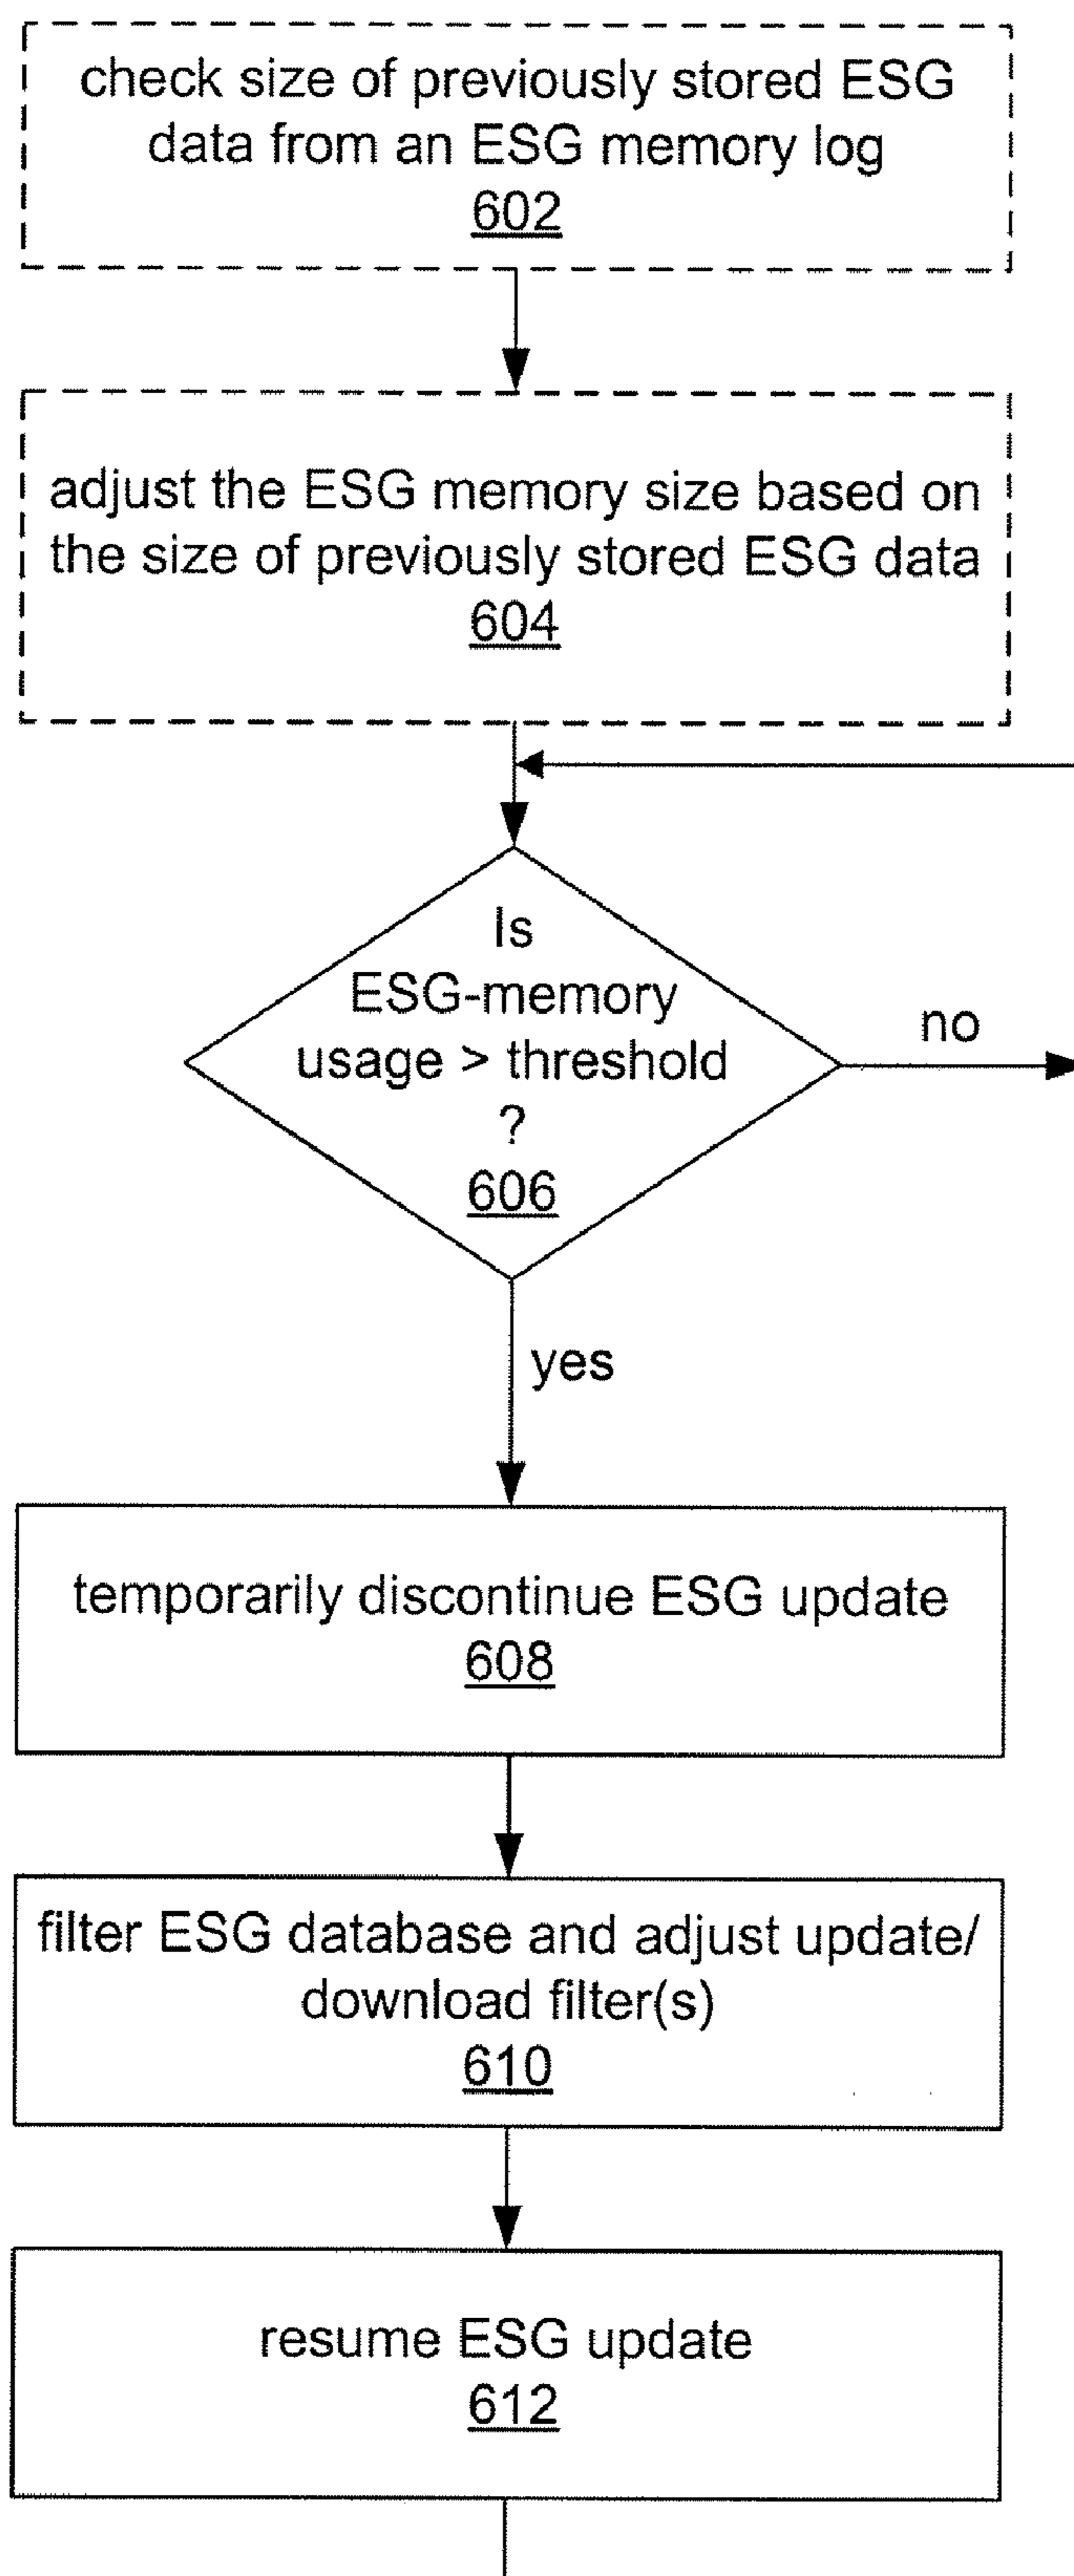 check size of previously stored ESG
data from an ESG memory log
602
adjust the ESG memory size based on
the size of previously stored ESG data
604
Is
ESG-memory
usage > threshold
?
606
no
yes
temporarily discontinue ESG update
608
filter ESG database and adjust update/
download filter(s)
610
resume ESG update
612